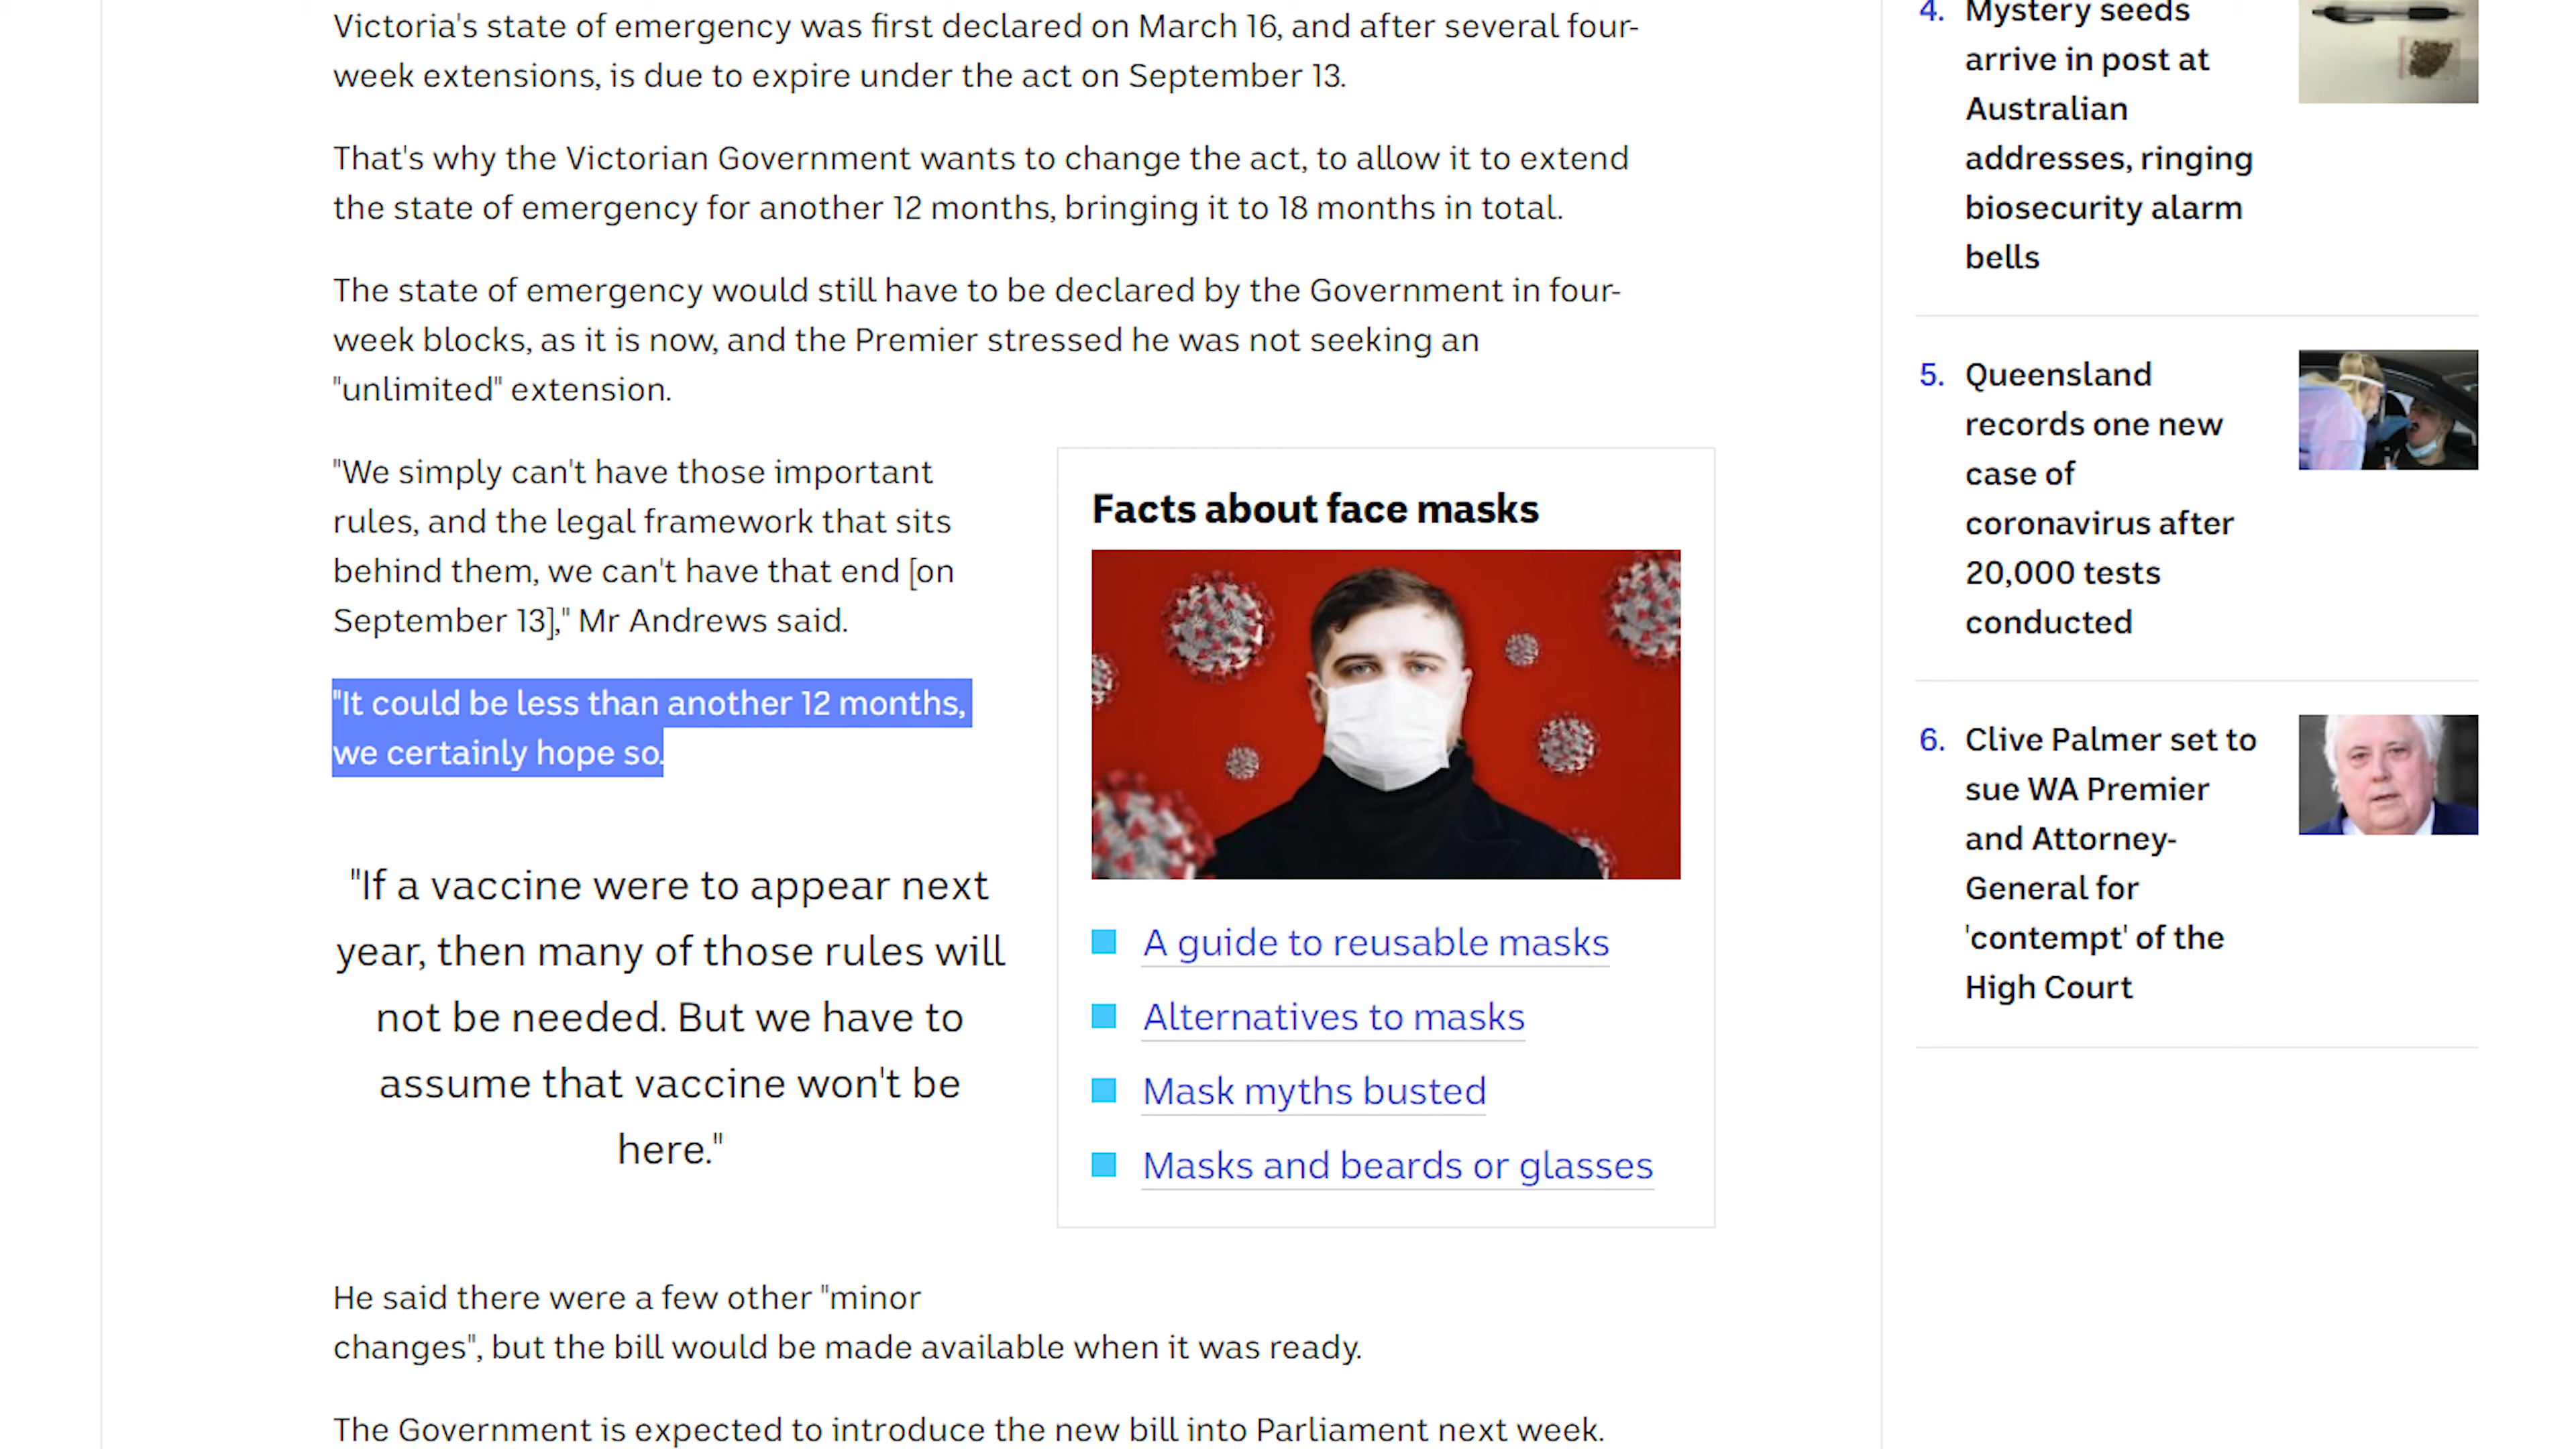 Victoria's state of emergency was first declared on March 16, and after several four-
week extensions, is due to expire under the act on September 13.
That's why the Victorian Government wants to change the act, to allow it to extend
the state of emergency for another 12 months, bringing it to 18 months in total.
The state of emergency would still have to be declared by the Government in four-
week blocks, as it is now, and the Premier stressed he was not seeking an
"unlimited" extension.
"We simply can't have those important
rules, and the legal framework that sits
behind them, we can't have that end [on
September 13]," Mr Andrews said.
"It could be less than another 12 months,
we certainly hope so.
"If a vaccine were to appear next
year, then many of those rules will
not be needed. But we have to
assume that vaccine won't be
here."
Facts about face masks
A guide to reusable masks
Alternatives to masks
Mask myths busted
Masks and beards or glasses
He said there were a few other "minor
changes", but the bill would be made available when it was ready.
The Government is expected to introduce the new bill into Parliament next week.
4. Mystery seeds
arrive in post at
Australian
addresses, ringing
biosecurity alarm
bells
5. Queensland
records one new
case of
coronavirus after
20,000 tests
conducted
6. Clive Palmer set to
sue WA Premier
and Attorney-
General for
'contempt' of the
High Court